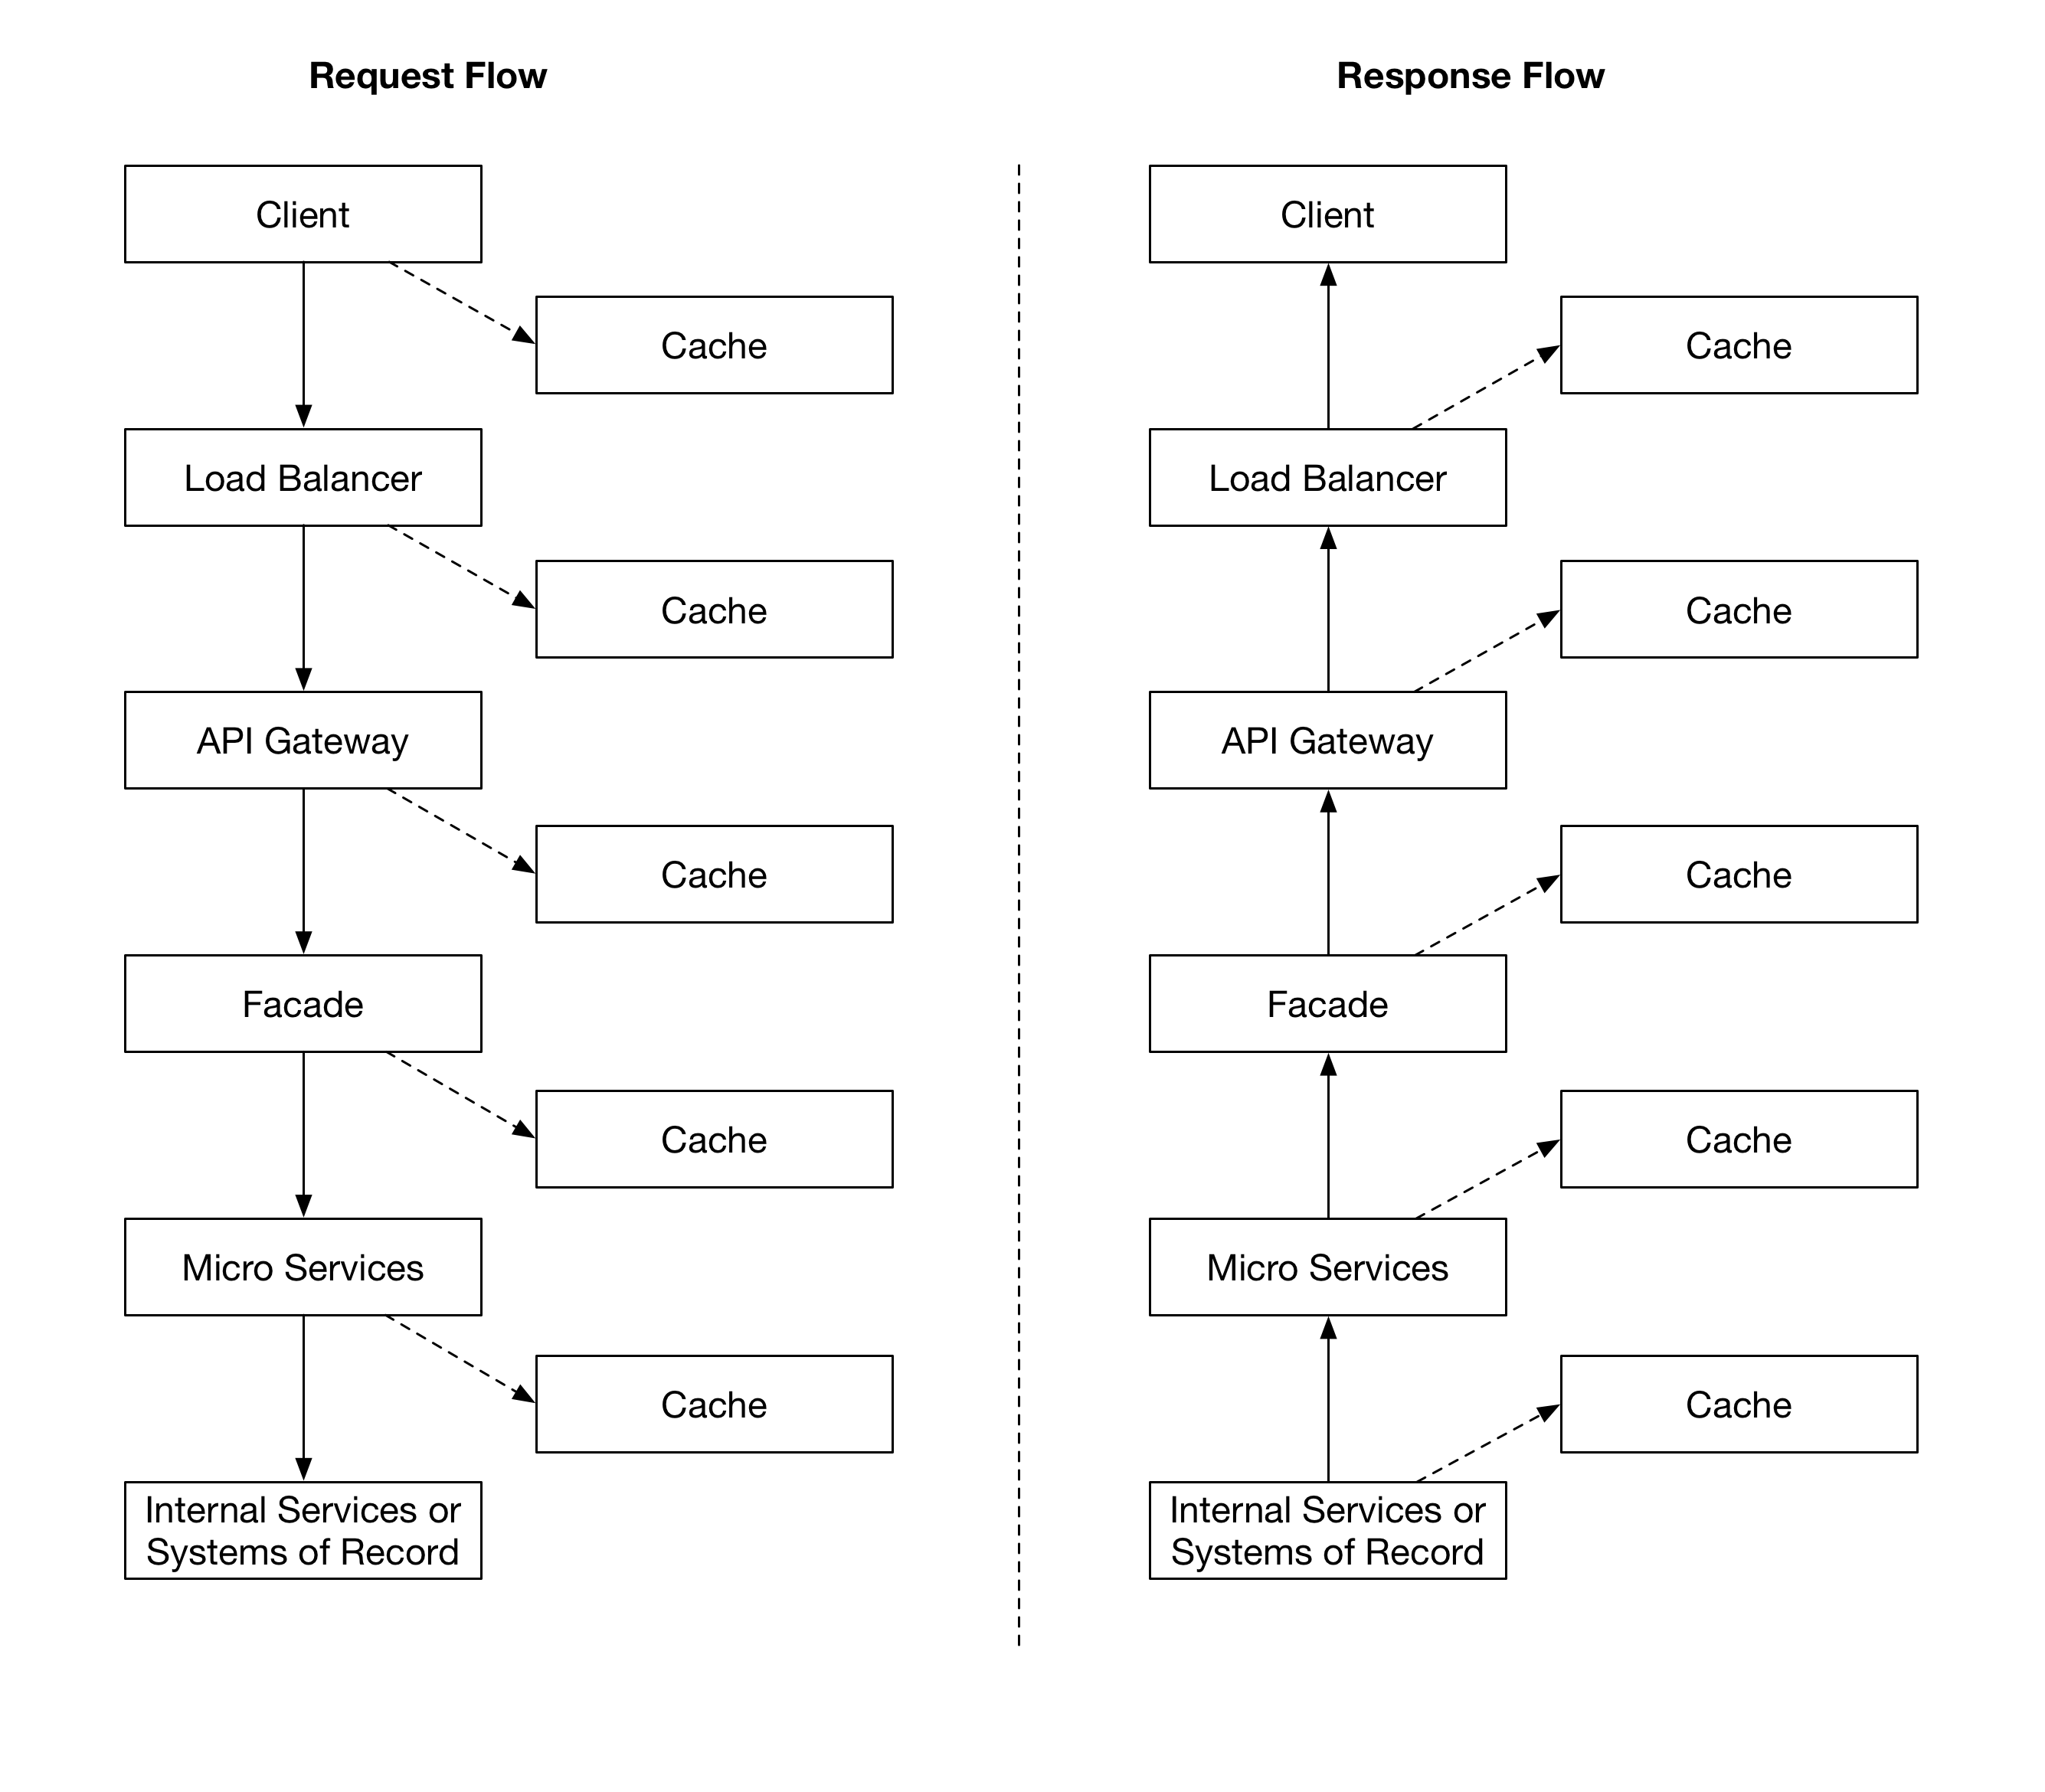 Request Flow
Client
Cache
Load Balancer
Cache
API Gateway
Cache
Facade
Cache
Micro Services
Cache
Internal Services or
Systems of Record
Response Flow
Client
Cache
Load Balancer
Cache
API Gateway
Cache
Facade
Cache
Micro Services
Cache
Internal Services or
Systems of Record